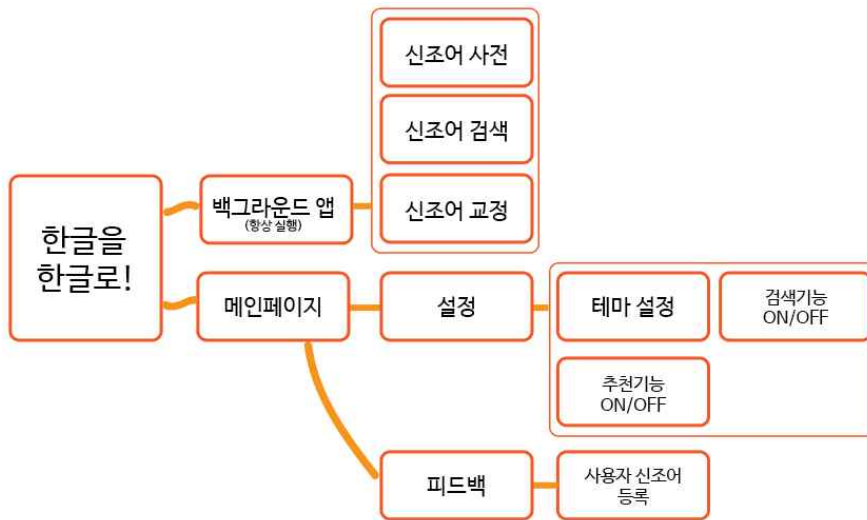 신조어 사전
신조어 검색
신조어 교정
백그라운드 앱
(항상 실행)
한글을
한글로!
메인페이지
설정
테마 설정
검색기능
ON/OFF
추천기능
ON/OFF
피드백
사용자 신조어
등록